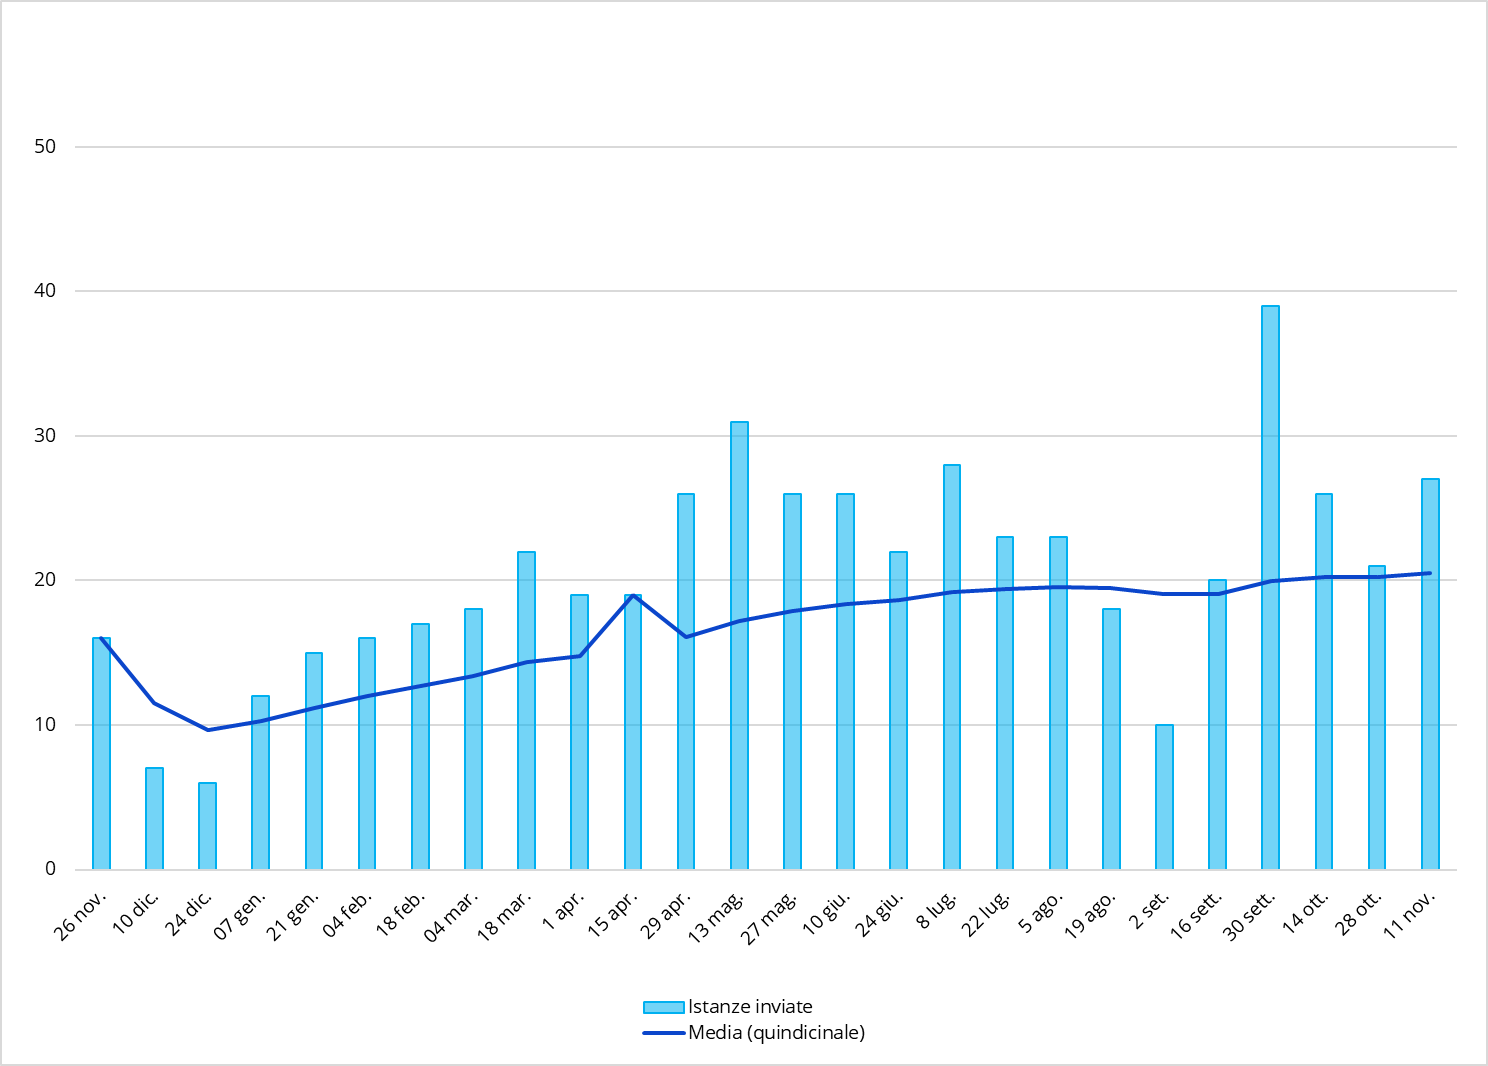 50
40
30
20
10
0
26 nov.
10 dic.
24 dic.
07 gen.
21 gen.
04 feb.
18 feb.
04 mar.
18 mar.
1 apr.
15 apr.
29 apr.
13 mag.
27 mag.
10 giu.
24 giu.
8 lug.
22 lug.
5 ago.
19 ago.
2 set.
16 sett.
30 sett.
14 ott.
28 ott.
11 nov.
Istanze inviate
Media (quindicinale)